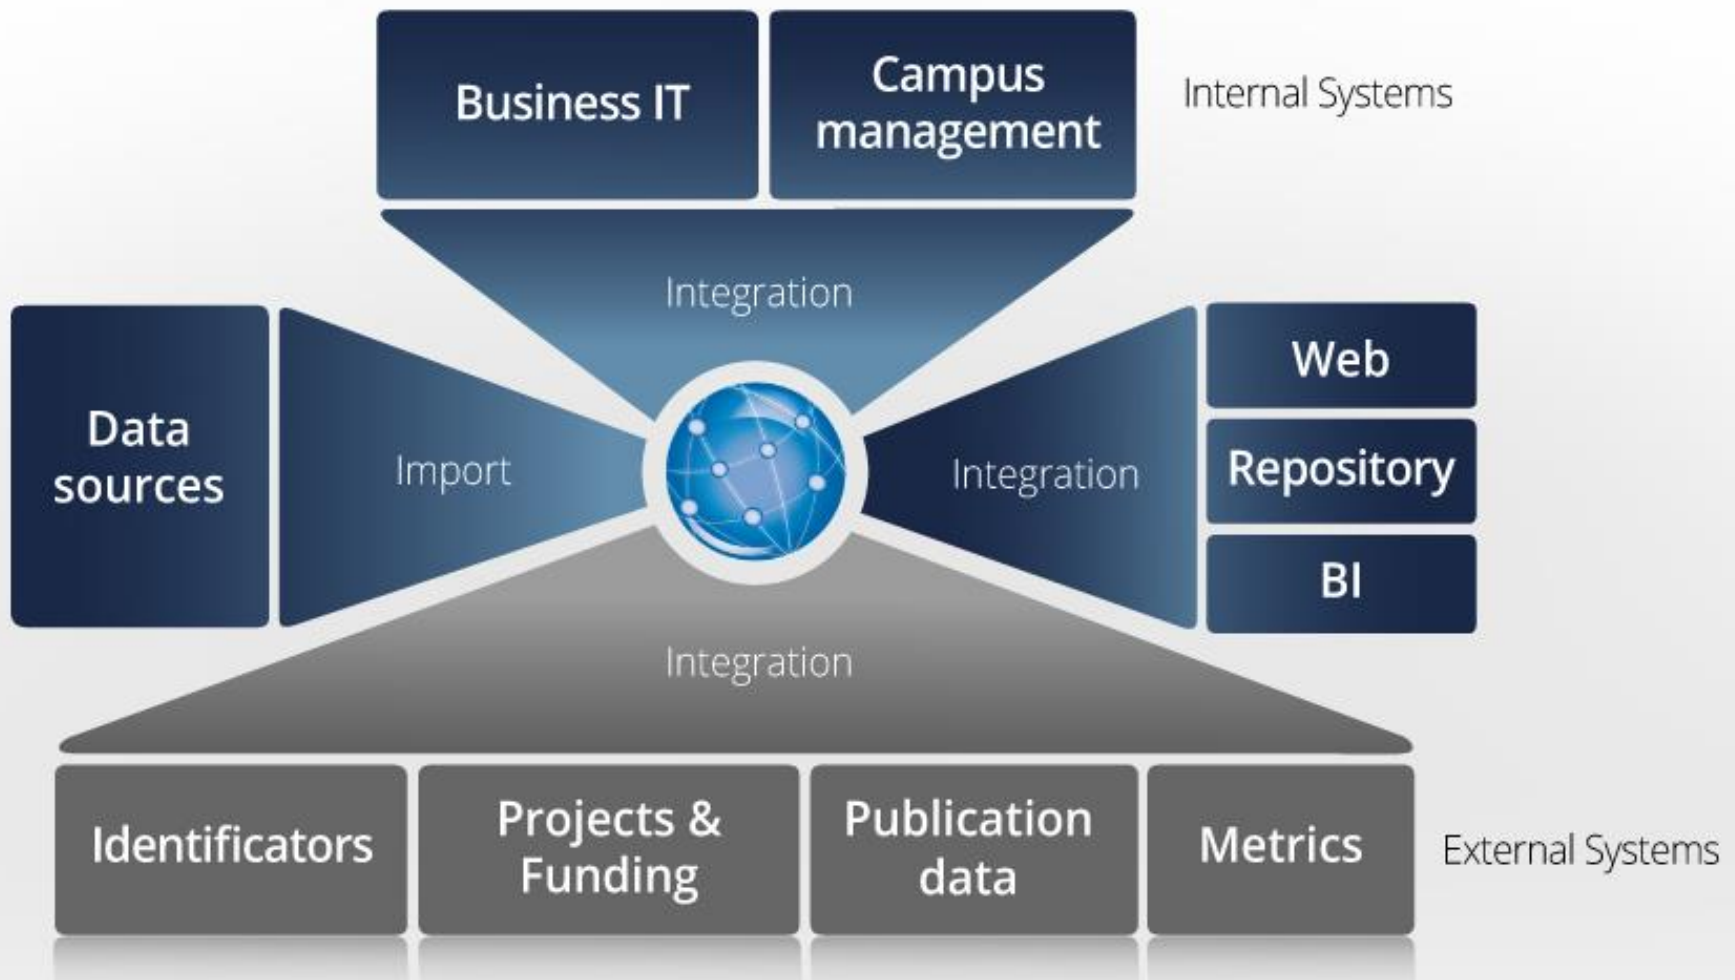 Business IT
Campus
management
Internal Systems
Integration
Data
sources
Import
Integration
Web
Repository
BI
Integration
Identificators
Projects &
Funding
Publication
data
Metrics
External Systems